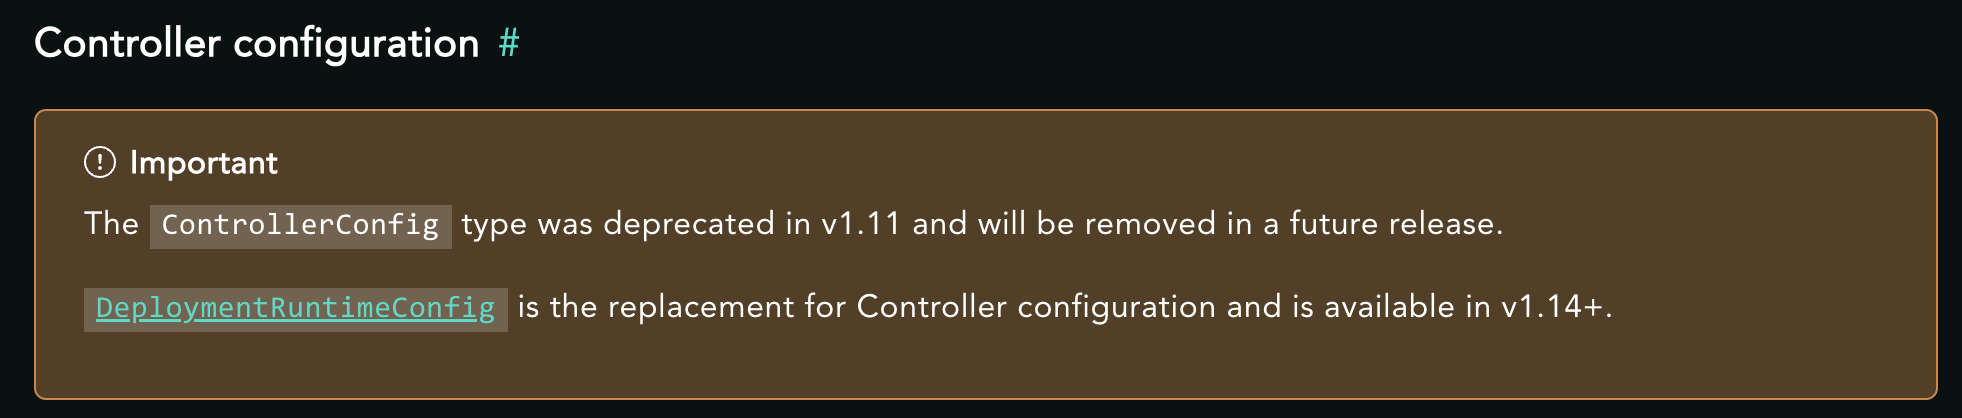 Controller configuration #
Important
The ControllerConfig type was deprecated in v1.11 and will be removed in a future release.
DeploymentRuntimeConfig is the replacement for Controller configuration and is available in v1.14+.